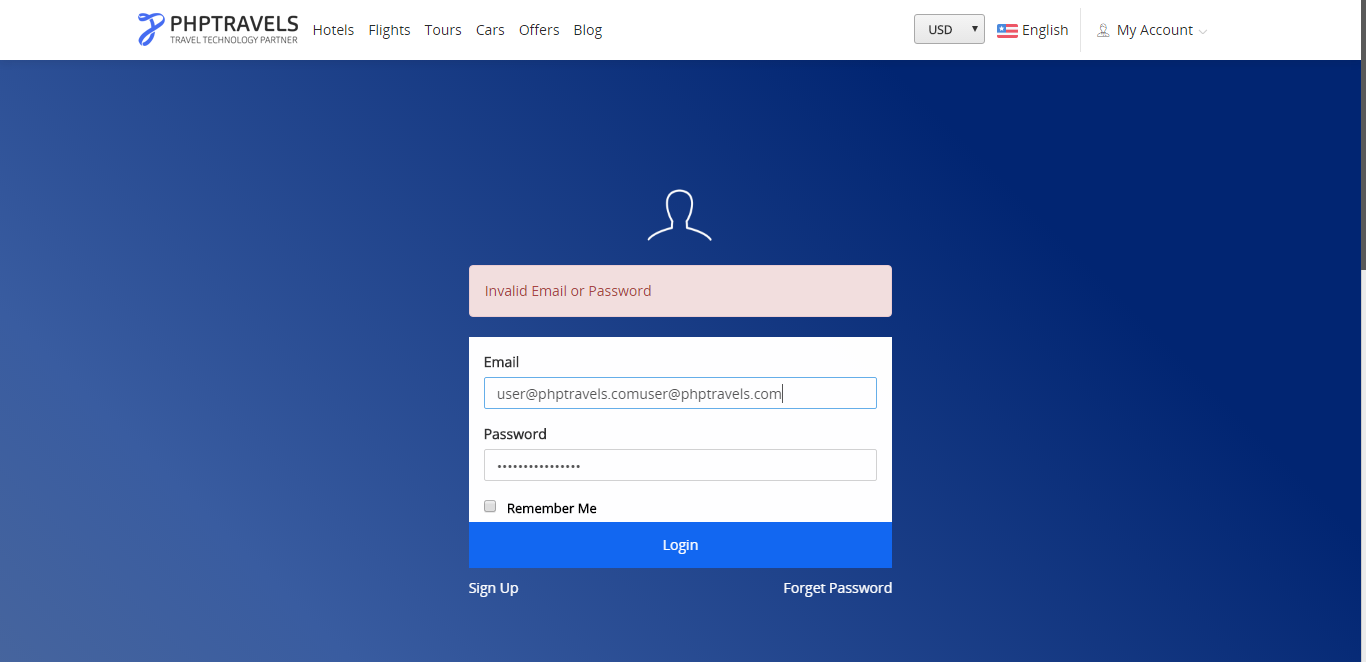 PHPTRAVELS
TRAVEL TECHNOLOGY PARTNER
Hotels Flights Tours Cars Offers Blog
USD English My Account
Invalid Email or Password
Email
user@phptravels.comuser@phptravels.com
Password
••••••••••••••••
Remember Me
Login
Sign Up Forget Password